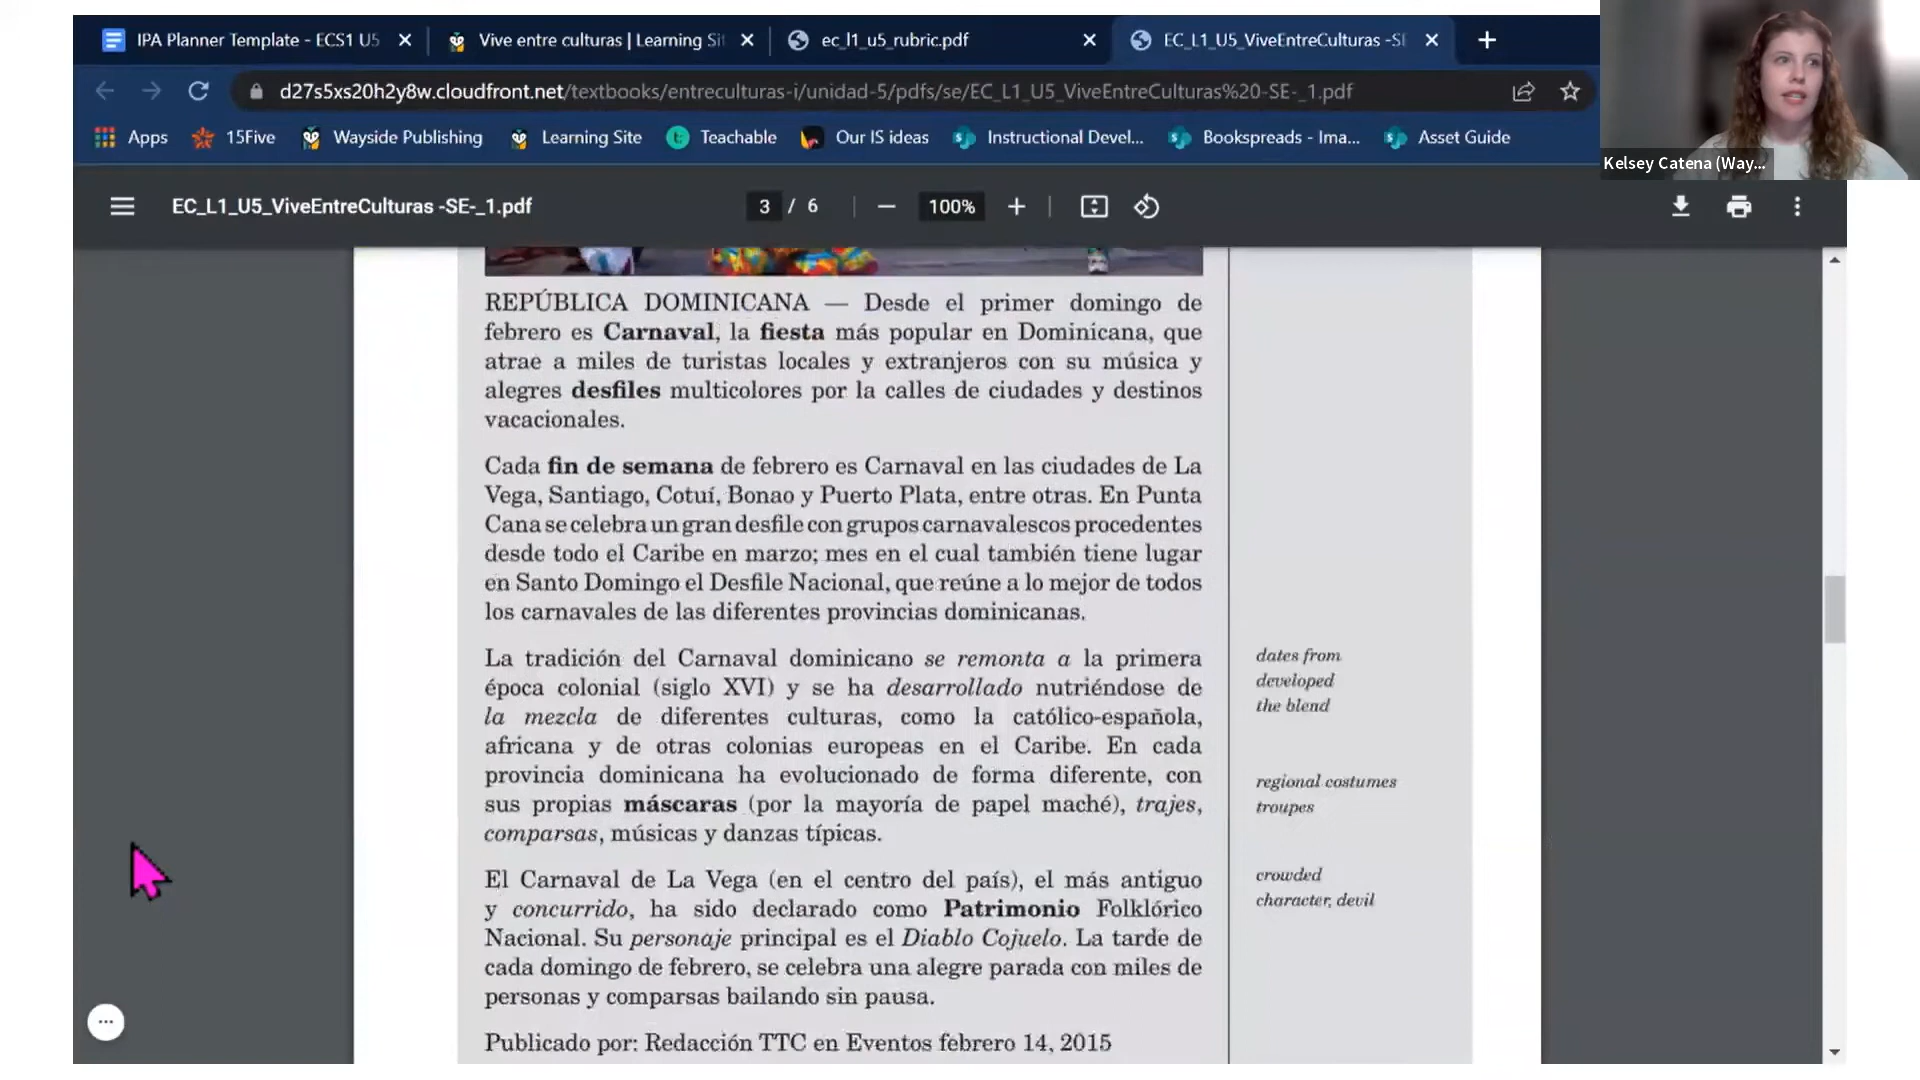 IPA Planner Template - ECS1 U5
Vive entre culturas | Learning Sit
ec_l1_u5_rubric.pdf
EC_L1_U5_ViveEntreCulturas -SE
d27s5xs20h2y8w.cloudfront.net/textbooks/entreculturas-i/unidad-5/pdfs/se/EC_L1_U5_ViveEntreCulturas%20-SE-_1.pdf
Kelsey Catena (Way...
Apps 15Five Wayside Publishing Learning Site Teachable Our IS ideas Instructional Devel... Bookspreads - Ima... Asset Guide
EC_L1_U5_ViveEntreCulturas -SE-_1.pdf 3 / 6 100%
REPÚBLICA DOMINICANA — Desde el primer domingo de
febrero es Carnaval, la fiesta más popular en Dominicana, que
atrae a miles de turistas locales y extranjeros con su música y
alegres desfiles multicolores por la calles de ciudades y destinos
vacacionales.
Cada fin de semana de febrero es Carnaval en las ciudades de La
Vega, Santiago, Cotuí, Bonao y Puerto Plata, entre otras. En Punta
Cana se celebra un gran desfile con grupos carnavalescos procedentes
desde todo el Caribe en marzo; mes en el cual también tiene lugar
en Santo Domingo el Desfile Nacional, que reúne a lo mejor de todos
los carnavales de las diferentes provincias dominicanas.
La tradición del Carnaval dominicano se remonta a la primera
época colonial (siglo XVI) y se ha desarrollado nutriéndose de
la mezcla de diferentes culturas, como la católico-española,
africana y de otras colonias europeas en el Caribe. En cada
provincia dominicana ha evolucionado de forma diferente, con
sus propias máscaras (por la mayoría de papel maché), trajes,
comparsas, músicas y danzas típicas.
dates from
developed
the blend
regional costumes
troupes
El Carnaval de La Vega (en el centro del país), el más antiguo
y concurrido, ha sido declarado como Patrimonio Folklórico
Nacional. Su personaje principal es el Diablo Cojuelo. La tarde de
cada domingo de febrero, se celebra una alegre parada con miles de
personas y comparsas bailando sin pausa.
crowded
character, devil
Publicado por: Redacción TTC en Eventos febrero 14, 2015